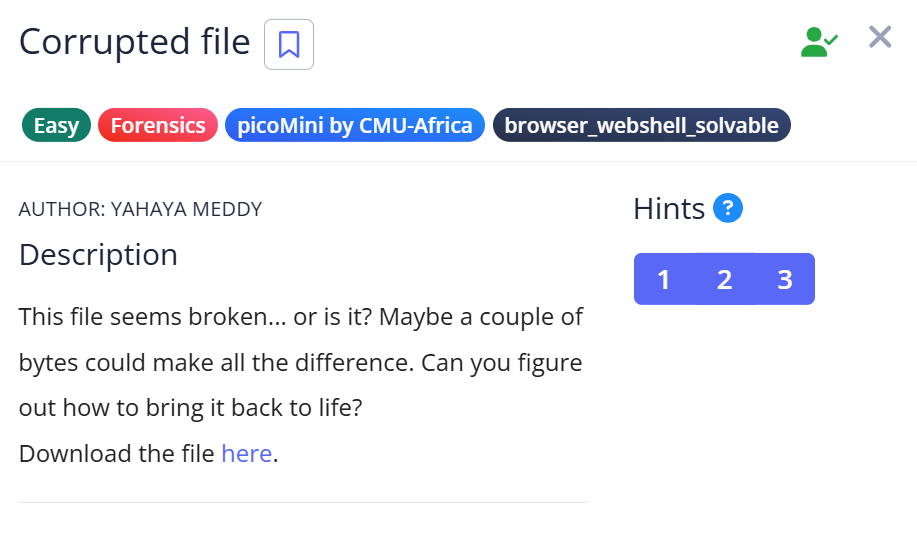 Corrupted file
Easy Forensics picoMini by CMU-Africa browser_webshell_solvable
AUTHOR: YAHAYA MEDDY
Description
This file seems broken... or is it? Maybe a couple of
bytes could make all the difference. Can you figure
out how to bring it back to life?
Download the file here.
Hints ?
1 2 3